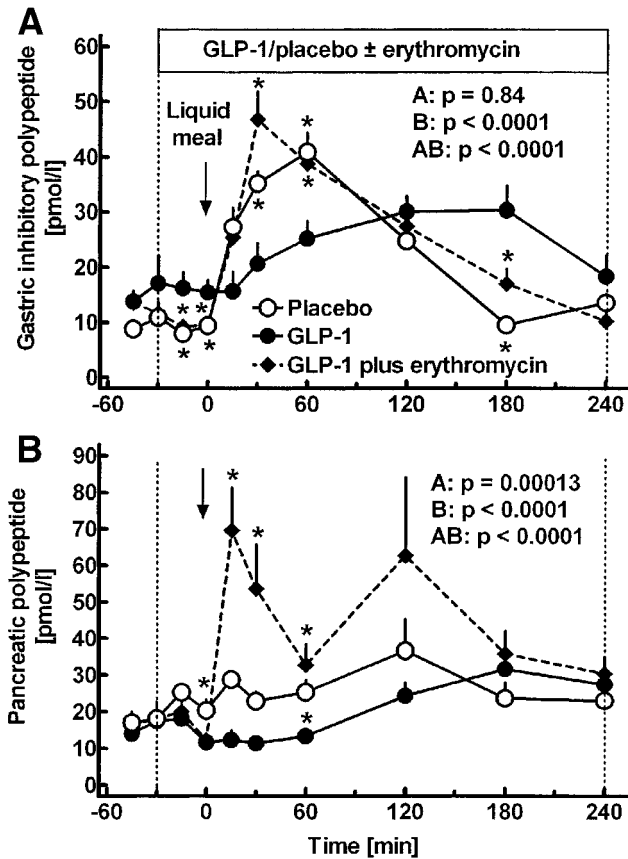 A
GLP-1/placebo ± erythromycin
Gastric inhibitory polypeptide
[pmol/l]
60
50
40
30
20
10
0
Liquid
meal
A: p = 0.84
B: p < 0.0001
AB: p < 0.0001
* * * * * * * * * *
Placebo
GLP-1
GLP-1 plus erythromycin
-60 0 60 120 180 240
B
Pancreatic polypeptide
[pmol/l]
90
80
70
60
50
40
30
20
10
0
A: p = 0.00013
B: p < 0.0001
AB: p < 0.0001
* * * * *
-60 0 60 120 180 240
Time [min]